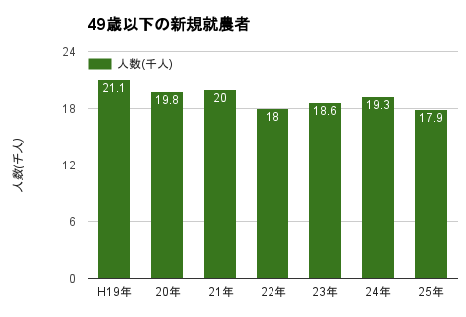 49歳以下の新規就農者
人数(千人)
人数(千人)
24
18
12
6
0
21.1
19.8
20
18
18.6
19.3
17.9
H19年
20年
21年
22年
23年
24年
25年